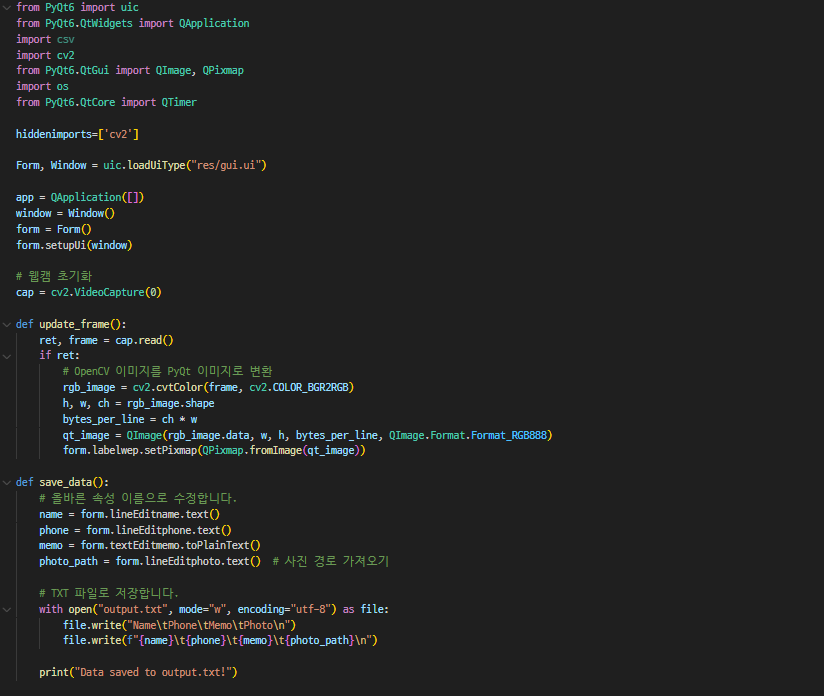 from PyQt6 import uic
from PyQt6.QtWidgets import QApplication
import csv
import cv2
from PyQt6.QtGui import QImage, QPixmap
import os
from PyQt6.QtCore import QTimer
hiddenimports=['cv2']
Form, Window = uic.loadUiType("res/gui.ui")
app = QApplication([])
window = Window()
form = Form()
form.setupUi(window)
# 웹캠 초기화
cap = cv2.VideoCapture(0)
def update_frame():
    ret, frame = cap.read()
    if ret:
        # OpenCV 이미지를 PyQt 이미지로 변환
        rgb_image = cv2.cvtColor(frame, cv2.COLOR_BGR2RGB)
        h, w, ch = rgb_image.shape
        bytes_per_line = ch * w
        qt_image = QImage(rgb_image.data, w, h, bytes_per_line, QImage.Format.Format_RGB888)
        form.labelwep.setPixmap(QPixmap.fromImage(qt_image))
def save_data():
    # 올바른 속성 이름으로 수정합니다.
    name = form.lineEditname.text()
    phone = form.lineEditphone.text()
    memo = form.textEditmemo.toPlainText()
    photo_path = form.lineEditphoto.text()  # 사진 경로 가져오기
    # TXT 파일로 저장합니다.
    with open("output.txt", mode="w", encoding="utf-8") as file:
        file.write("Name\tPhone\tMemo\tPhoto\n")
        file.write(f"{name}\t{phone}\t{memo}\t{photo_path}\n")
    print("Data saved to output.txt!")